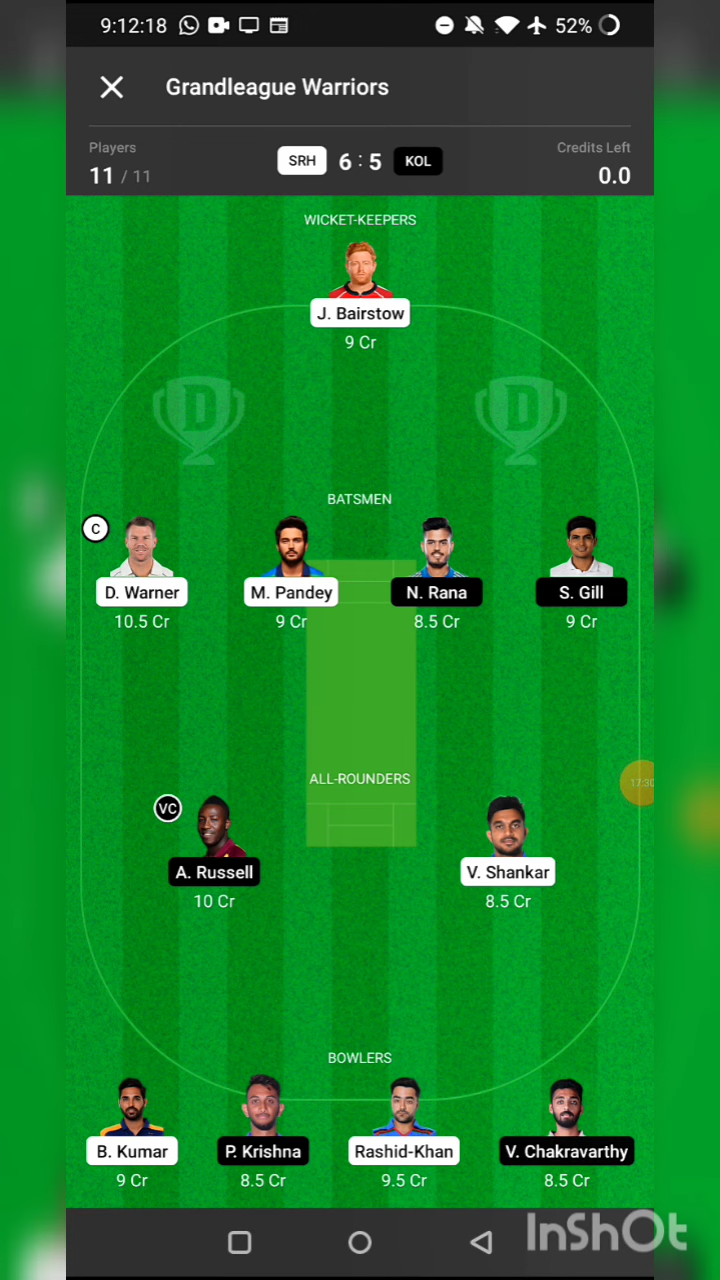 9:12:18 52%
Grandleague Warriors
Players Credits Left
11 / 11 SRH 6 : 5 KOL 0.0
WICKET-KEEPERS
J. Bairstow
9 Cr
D D
BATSMEN
C
D. Warner M. Pandey N. Rana S. Gill
10.5 Cr 9 Cr 8.5 Cr 9 Cr
ALL-ROUNDERS 17:30
VC
A. Russell V. Shankar
10 Cr 8.5 Cr
BOWLERS
B. Kumar P. Krishna Rashid-Khan V. Chakravarthy
9 Cr 8.5 Cr 9.5 Cr 8.5 Cr
InShOt